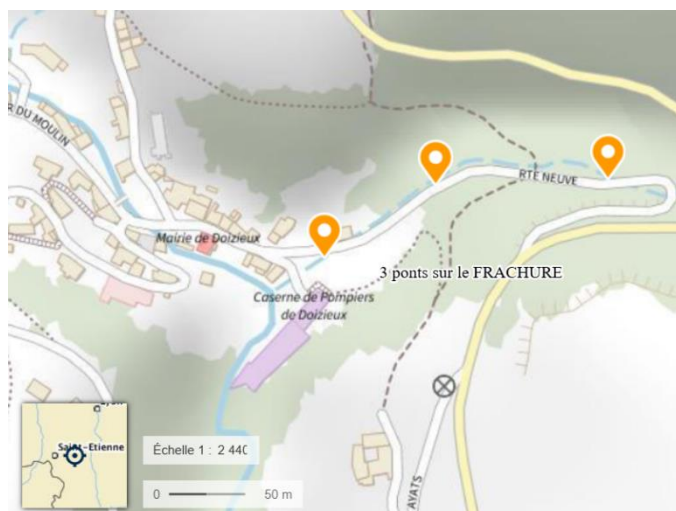 R DU MOULIN
RTE NEUVE
Mairie de Doizieux
3 ponts sur le FRACHURE
Caserne de Pompiers
de Doizieux
Saint-Etienne
Échelle 1 : 2 440
0
50 m
AYATS